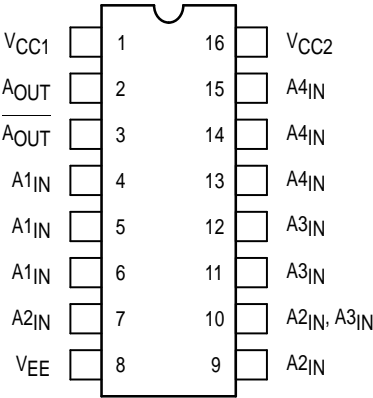 VCC1 1 16 VCC2
AOUT 2 15 A4IN
A̅O̅U̅T̅ 3 14 A4IN
A1IN 4 13 A4IN
A1IN 5 12 A3IN
A1IN 6 11 A3IN
A2IN 7 10 A2IN, A3IN
VEE 8 9 A2IN